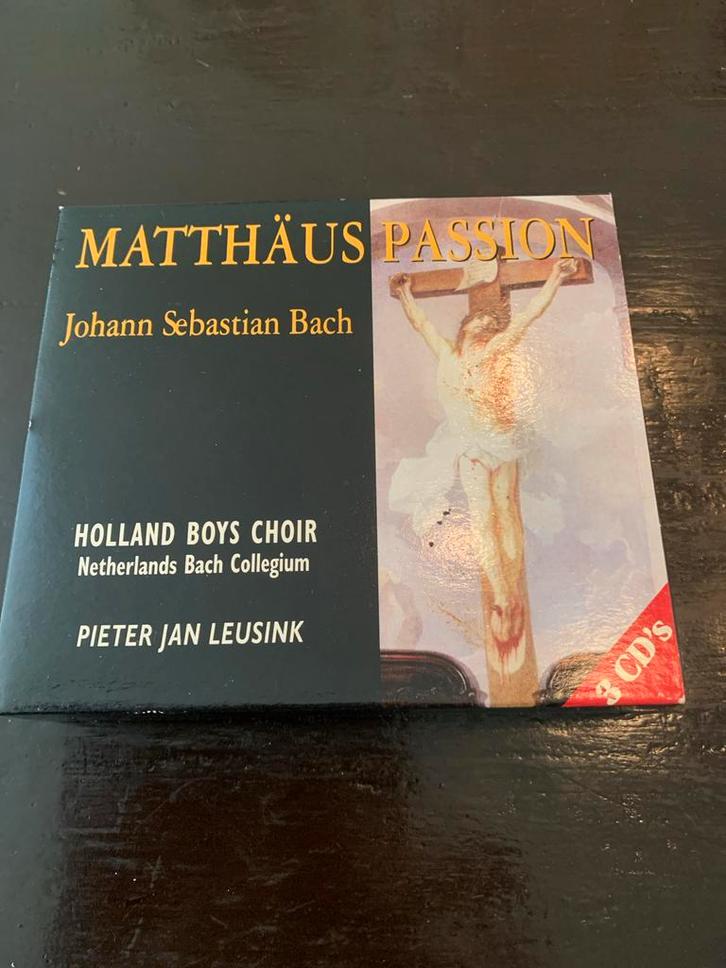 MATTHÄUS PASSION
Johann Sebastian Bach
HOLLAND BOYS CHOIR
Netherlands Bach Collegium
PIETER JAN LEUSINK
3 CD's